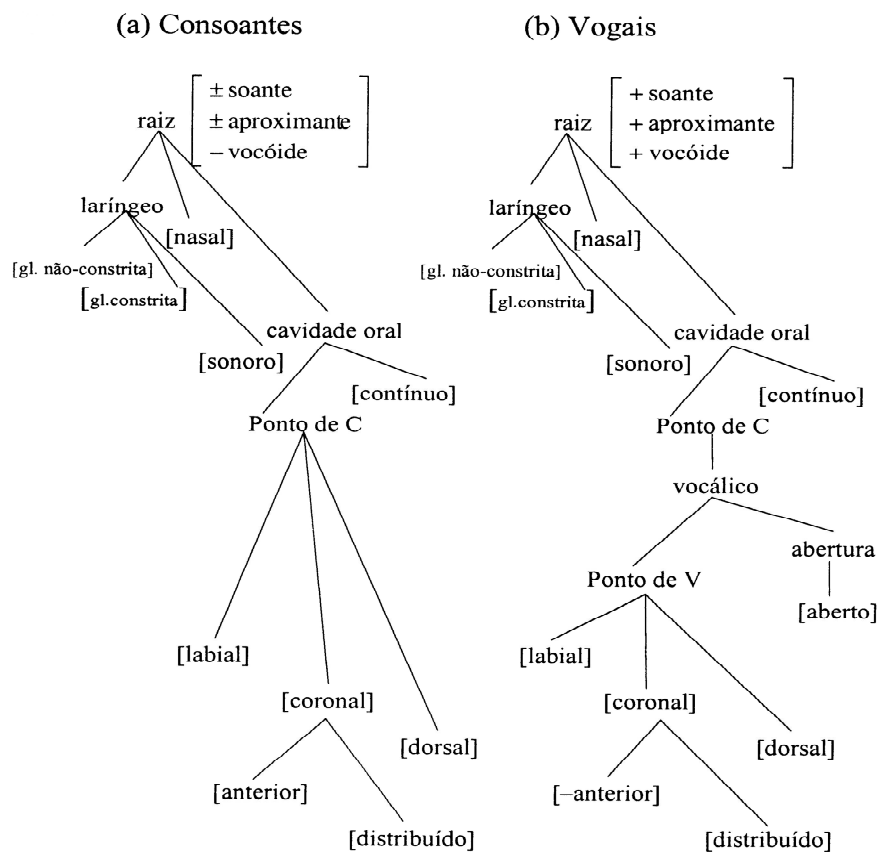 (a) Consoantes
± soante
raiz
± aproximante
− vocóide
laríngeo
[nasal]
[gl. não-constrita]
[gl.constrita]
cavidade oral
[sonoro]
[contínuo]
Ponto de C
[labial]
[coronal]
[dorsal]
[anterior]
[distribuído]
(b) Vogais
+ soante
raiz
+ aproximante
+ vocóide
laríngeo
[nasal]
[gl. não-constrita]
[gl.constrita]
cavidade oral
[sonoro]
[contínuo]
Ponto de C
vocálico
abertura
Ponto de V
[aberto]
[labial]
[coronal]
[dorsal]
[−anterior]
[distribuído]